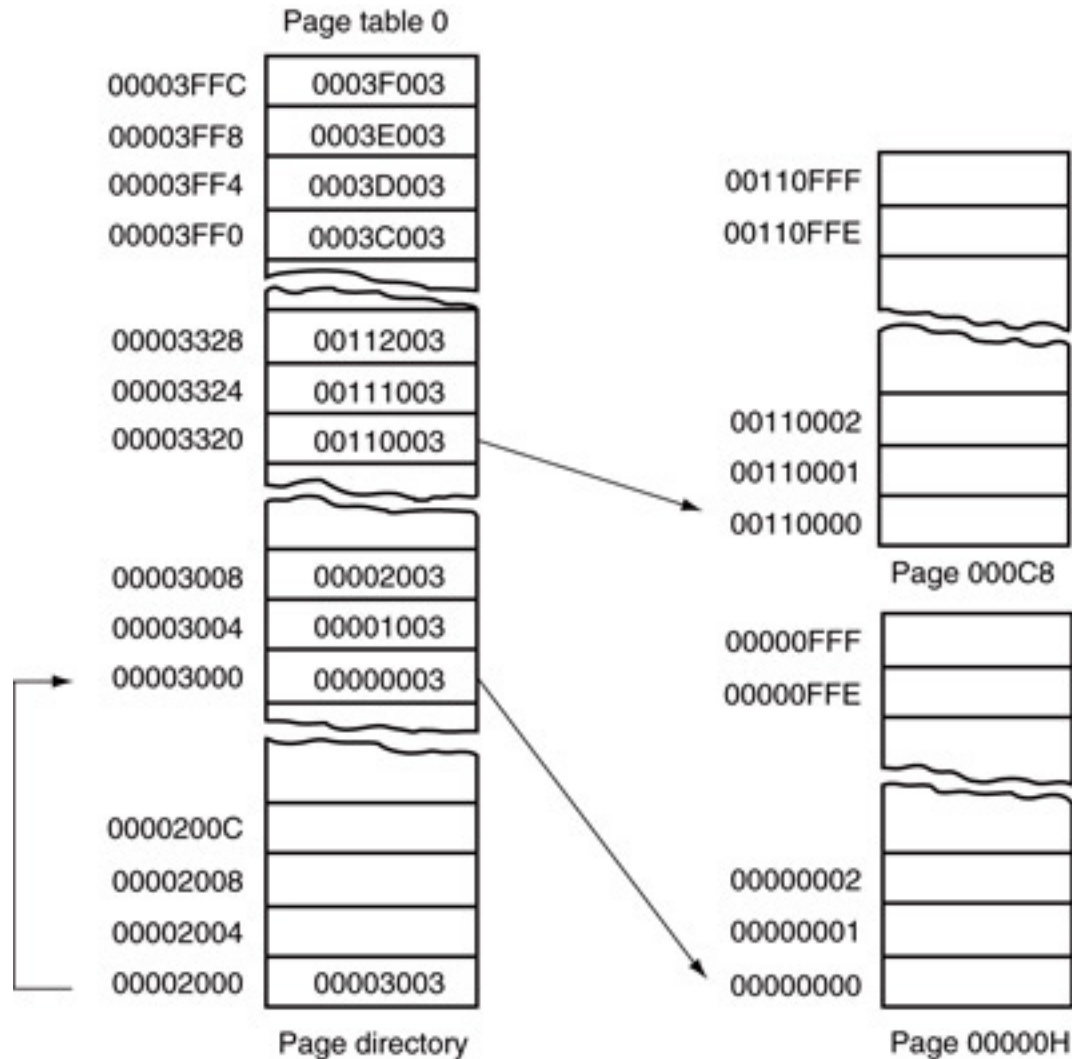 Page table 0
00003FFC 0003F003
00003FF8 0003E003
00003FF4 0003D003
00003FF0 0003C003
00003328 00112003
00003324 00111003
00003320 00110003
00003008 00002003
00003004 00001003
00003000 00000003
0000200C
00002008
00002004
00002000 00003003
Page directory
00110FFF
00110FFE
00110002
00110001
00110000
Page 000C8
00000FFF
00000FFE
00000002
00000001
00000000
Page 00000H